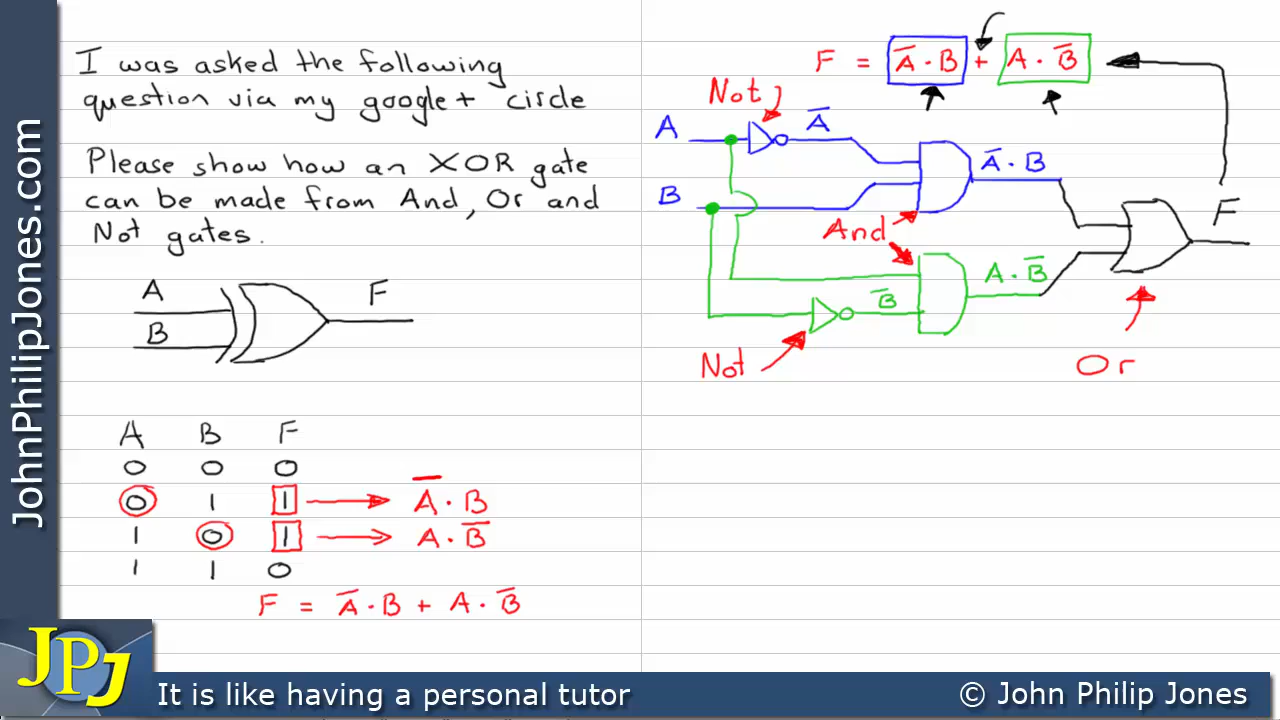 I was asked the following
question via my google+ circle
Please show how an XOR gate
can be made from And, Or and
Not gates.
A
B
F
A B F
0 0 0
0 1 1 → A̅ · B
1 0 1 → A · B̅
1 1 0
F = A̅ · B + A · B̅
F = A̅ · B + A · B̅
Not
A
A̅
A̅ · B
B
And
F
A · B̅
B̅
Not
Or
JohnPhilipJones.com
JPJ
It is like having a personal tutor
© John Philip Jones